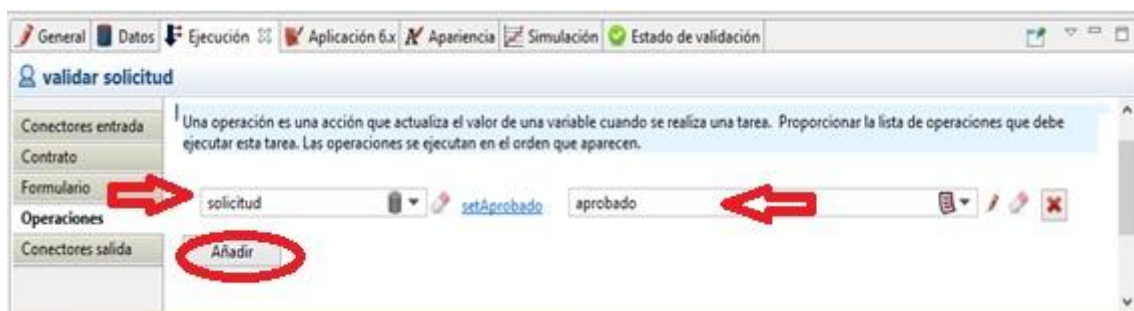 General Datos Ejecución Aplicación 6.x Apariencia Simulación Estado de validación
validar solicitud
Conectores entrada
Contrato
Formulario
Operaciones
Conectores salida
Una operación es una acción que actualiza el valor de una variable cuando se realiza una tarea. Proporcionar la lista de operaciones que debe
ejecutar esta tarea. Las operaciones se ejecutan en el orden que aparecen.
solicitud setAprobado aprobado
Añadir